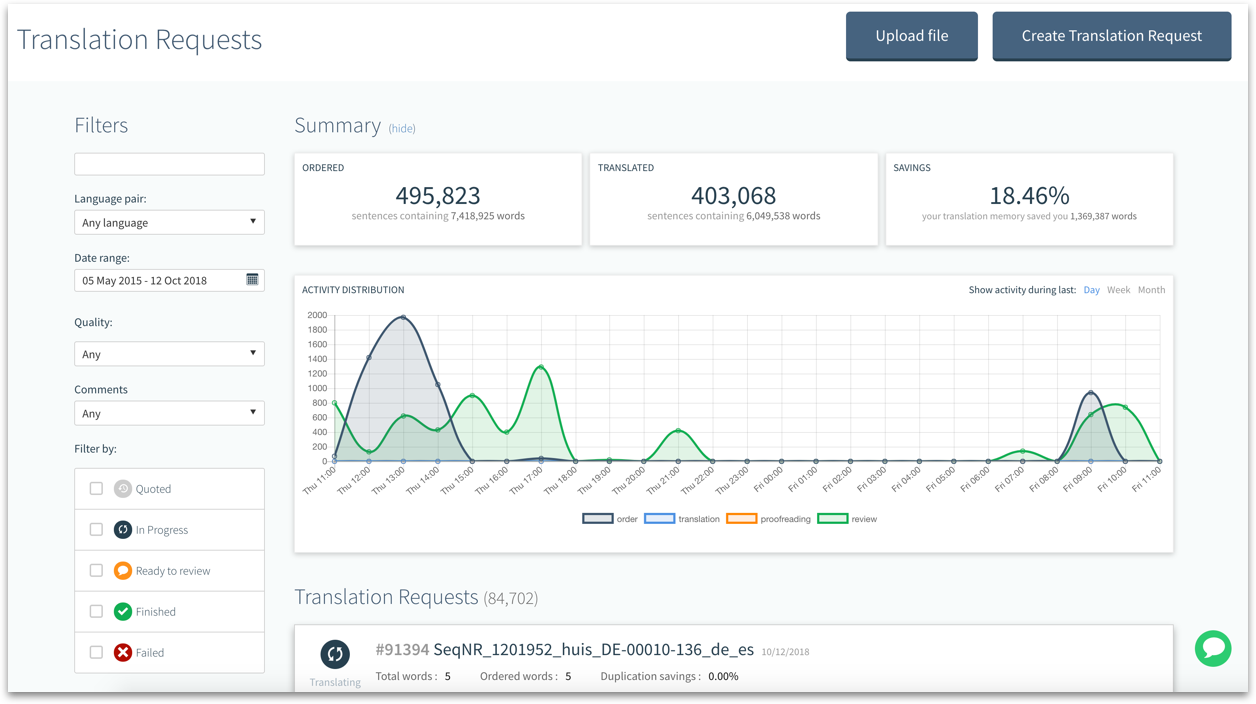 Translation Requests
Upload file
Create Translation Request
Filters
Language pair:
Any language
Date range:
05 May 2015 - 12 Oct 2018
Quality:
Any
Comments
Any
Filter by:
Quoted
In Progress
Ready to review
Finished
Failed
Summary (hide)
ORDERED
495,823
sentences containing 7,418,925 words
TRANSLATED
403,068
sentences containing 6,049,538 words
SAVINGS
18.46%
your translation memory saved you 1,369,387 words
ACTIVITY DISTRIBUTION
Show activity during last: Day Week Month
2000
1800
1600
1400
1200
1000
800
600
400
200
0
Thu 11:00
Thu 12:00
Thu 13:00
Thu 14:00
Thu 15:00
Thu 16:00
Thu 17:00
Thu 18:00
Thu 19:00
Thu 20:00
Thu 21:00
Thu 22:00
Thu 23:00
Fri 00:00
Fri 01:00
Fri 02:00
Fri 03:00
Fri 04:00
Fri 05:00
Fri 06:00
Fri 07:00
Fri 08:00
Fri 09:00
Fri 10:00
Fri 11:00
order translation proofreading review
Translation Requests (84,702)
#91394 SeqNR_1201952_huis_DE-00010-136_de_es 10/12/2018
Translating
Total words : 5 Ordered words : 5 Duplication savings : 0.00%